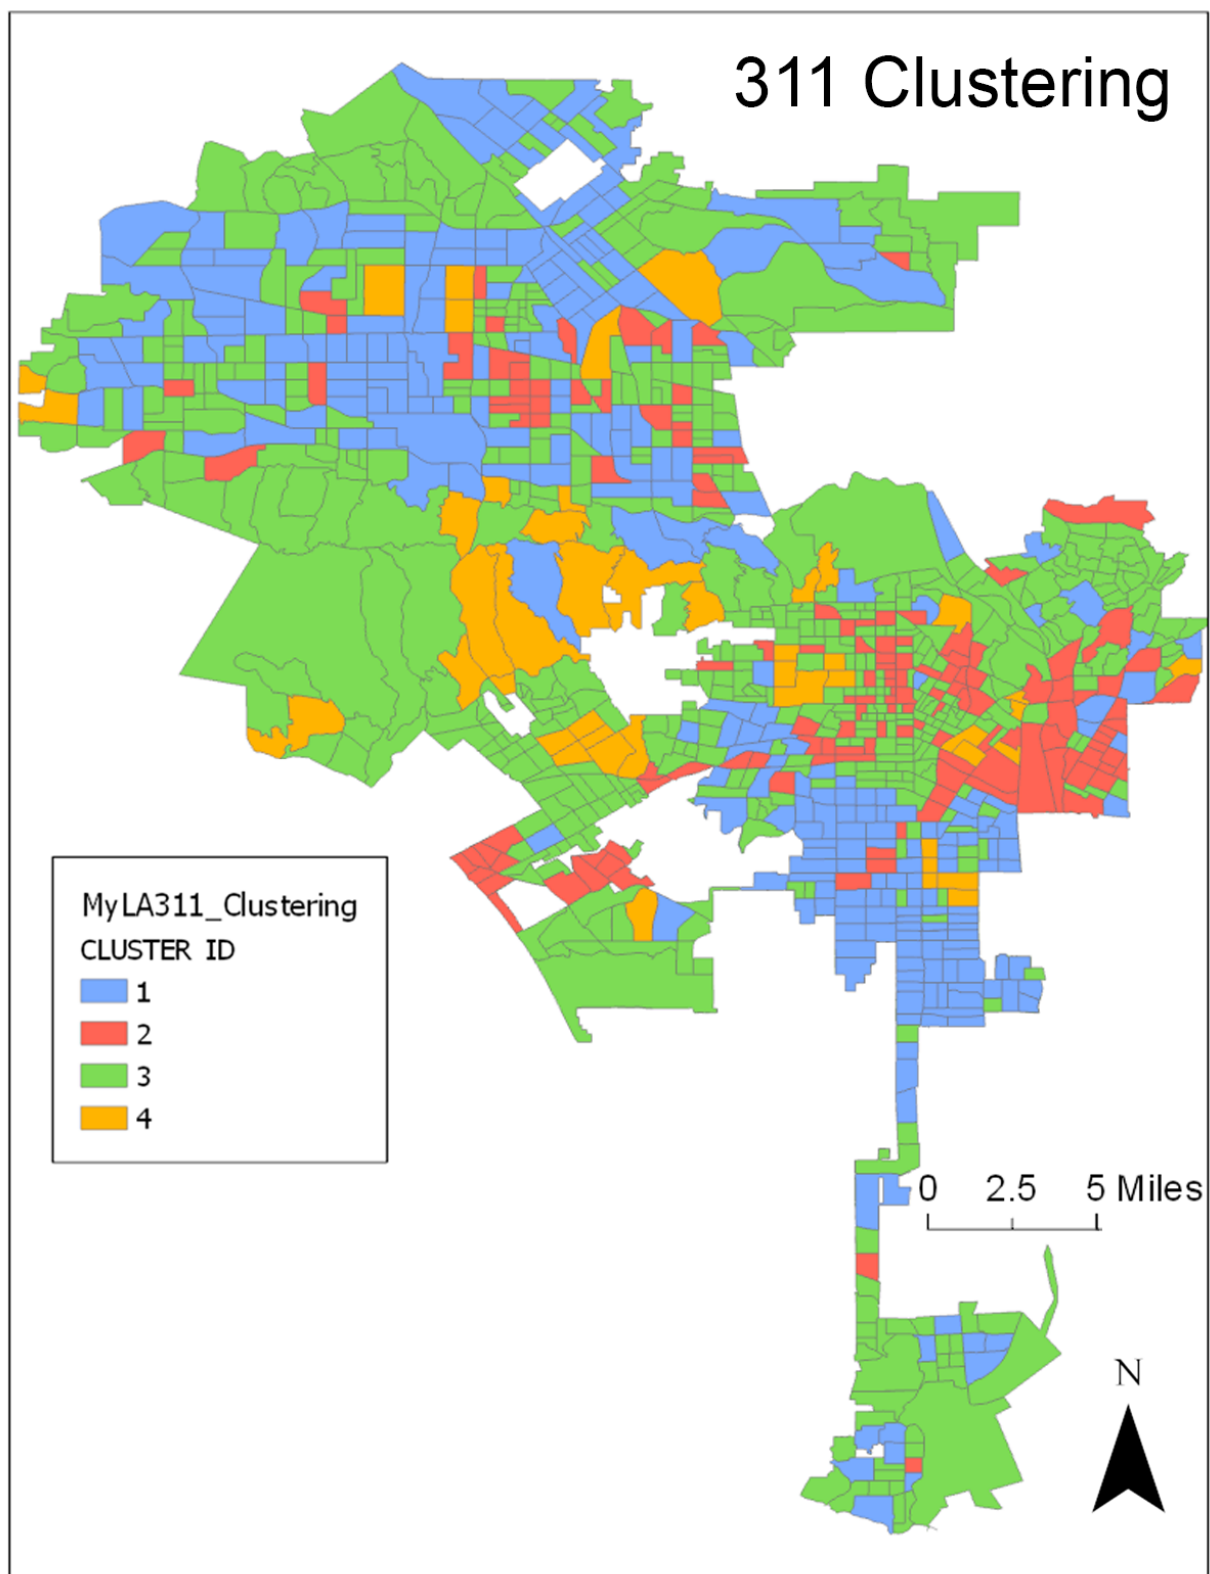 311 Clustering
MyLA311_Clustering
CLUSTER ID
1
2
3
4
0 2.5 5 Miles
N